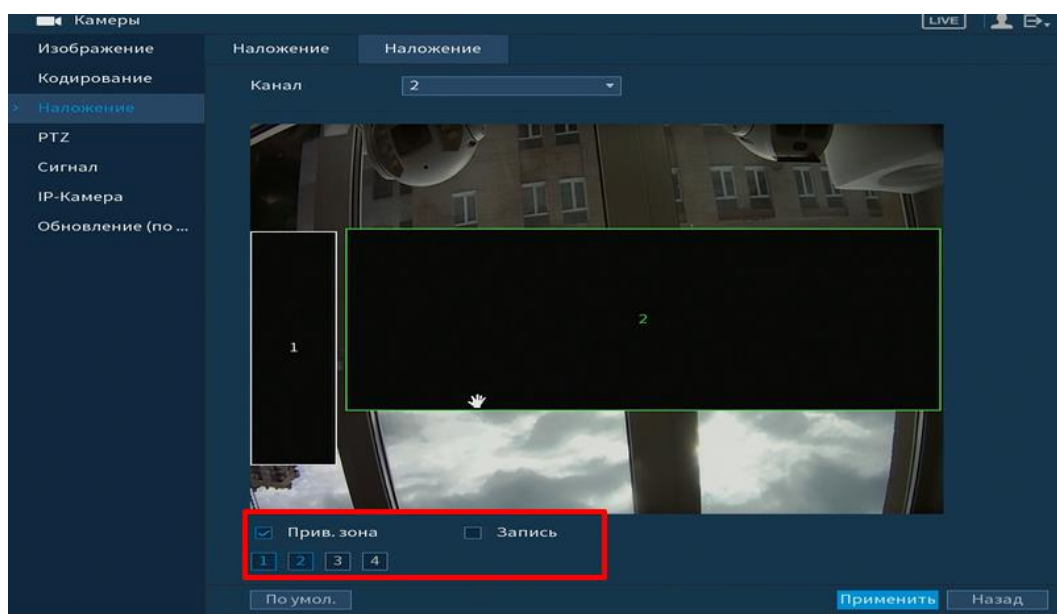 Камеры
LIVE
Изображение
Кодирование
Наложение
PTZ
Сигнал
IP-Камера
Обновление (по ...
Наложение Наложение
Канал 2
1
2
Прив. зона Запись
1 2 3 4
По умол. Применить Назад